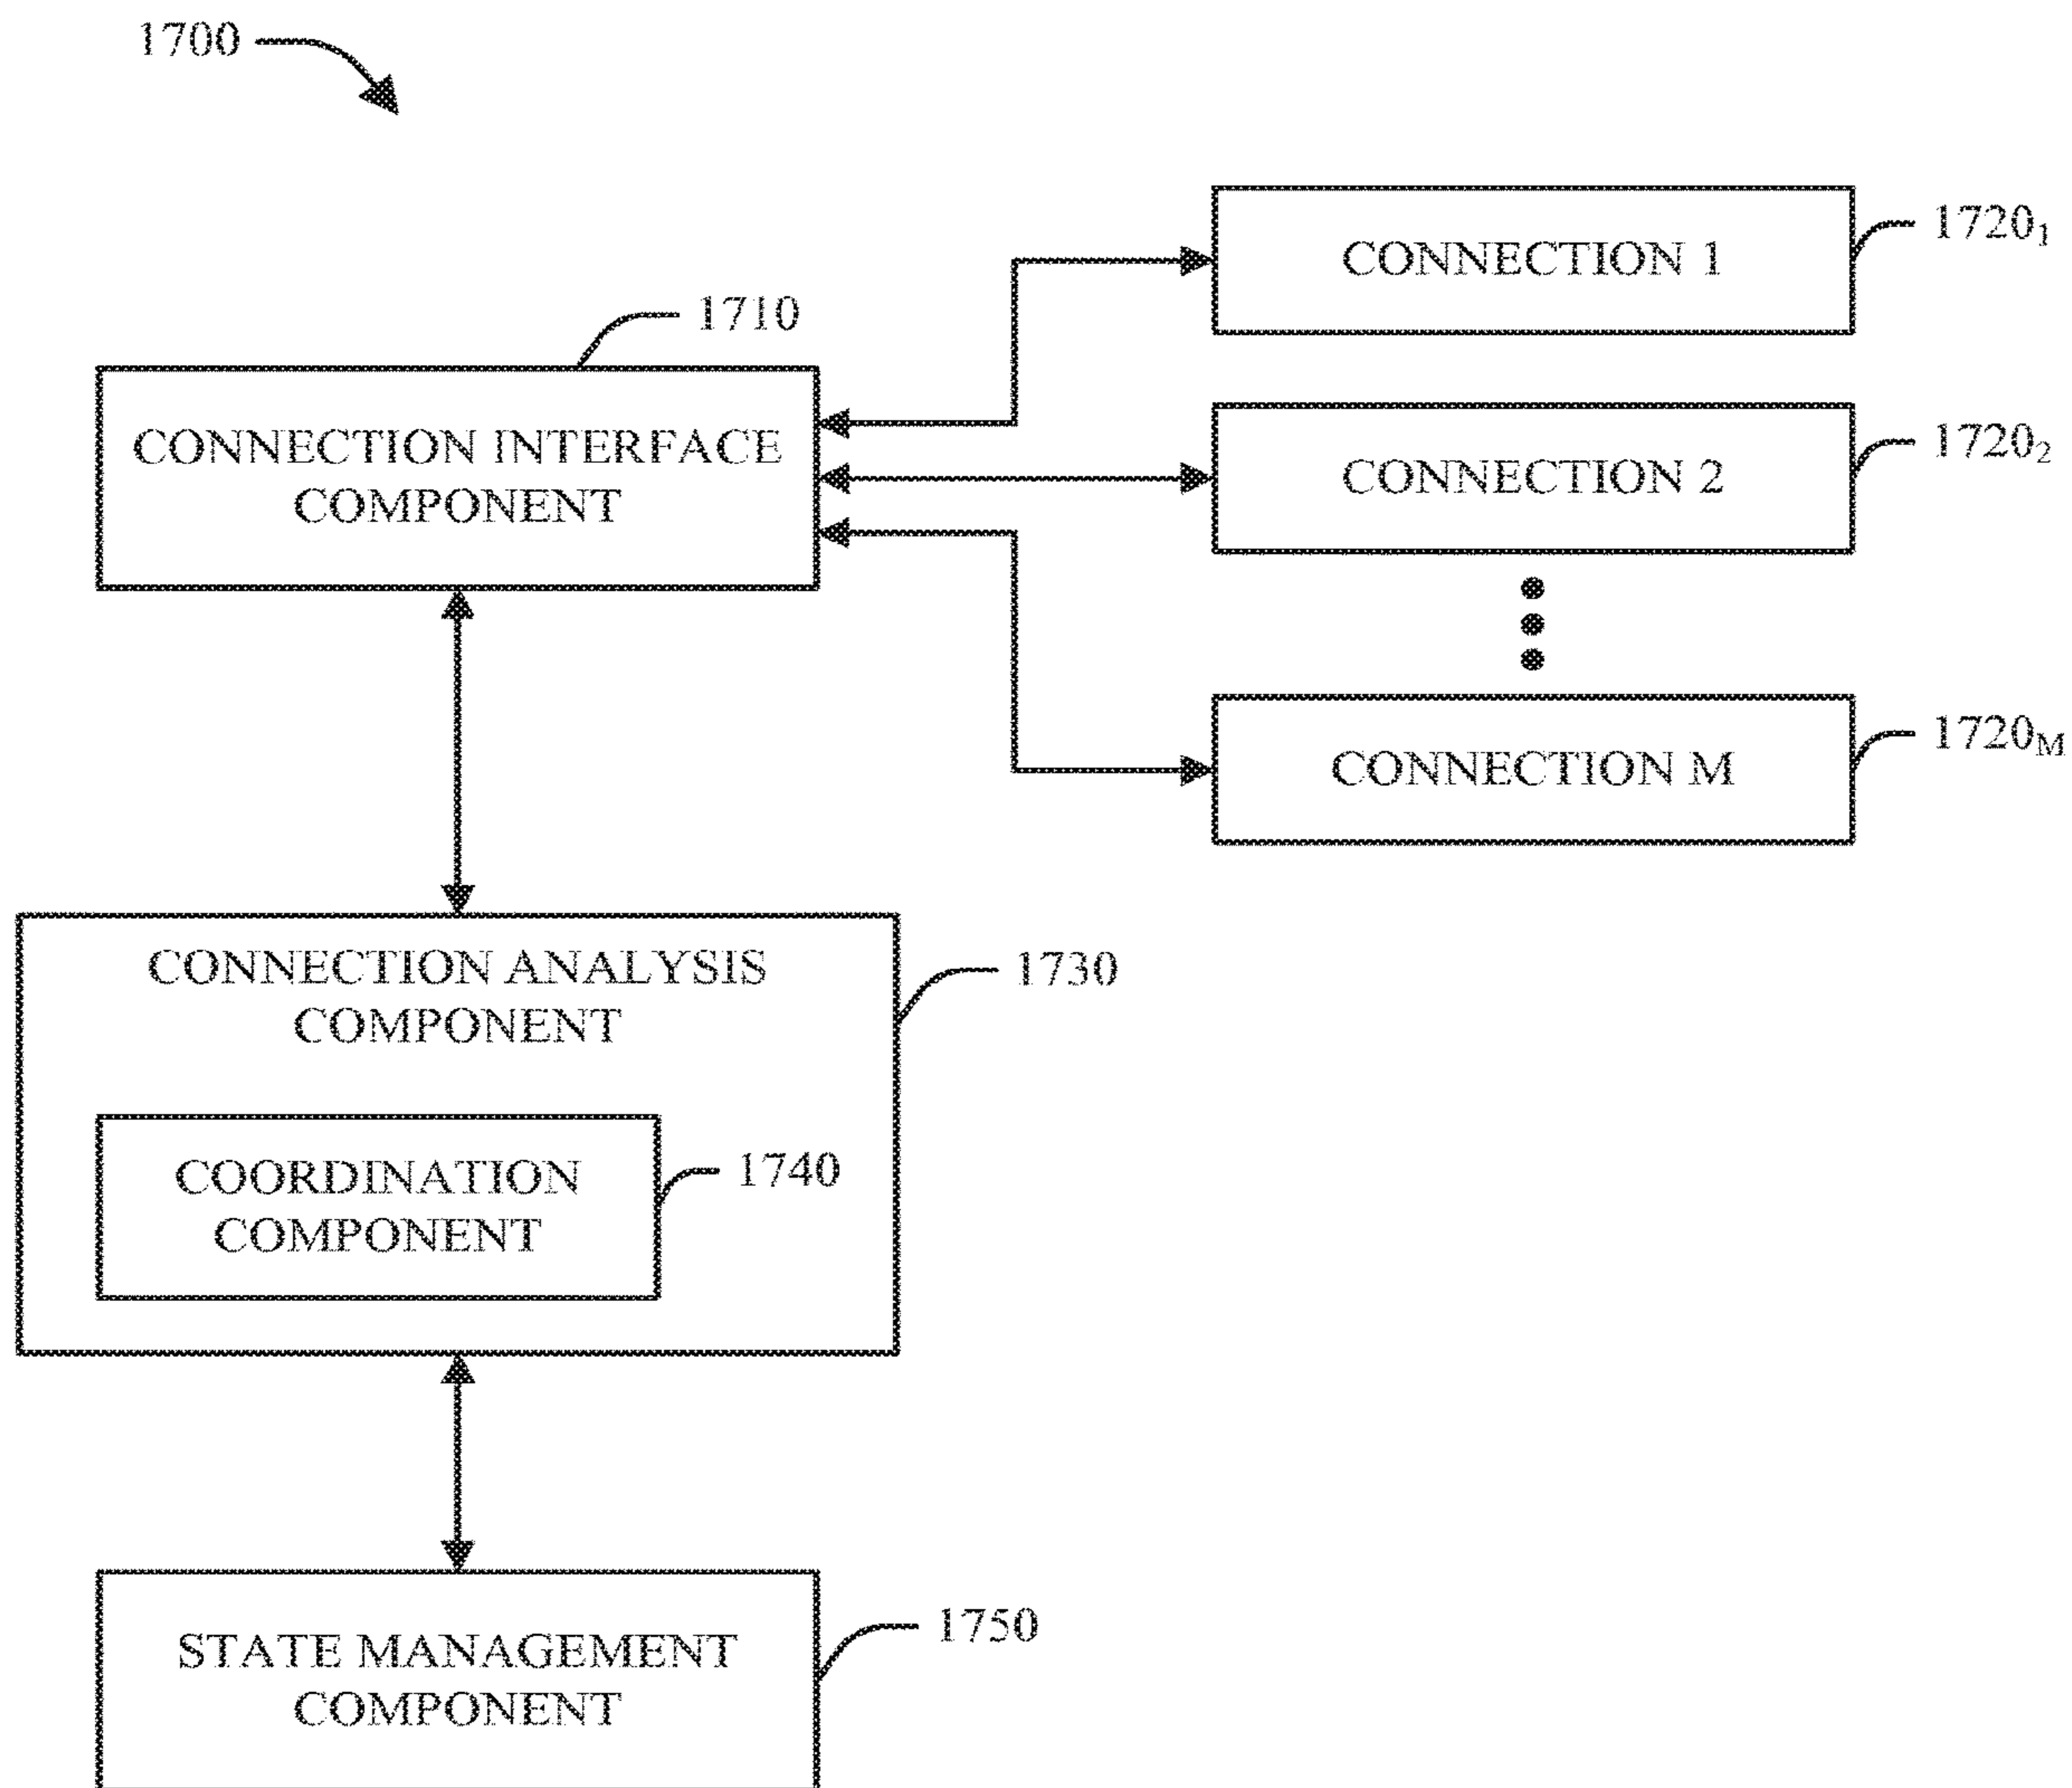 1700
CONNECTION 1
1720₁
1710
CONNECTION INTERFACE
COMPONENT
CONNECTION 2
1720₂
CONNECTION M
1720M
CONNECTION ANALYSIS
COMPONENT
1730
COORDINATION
COMPONENT
1740
STATE MANAGEMENT
COMPONENT
1750